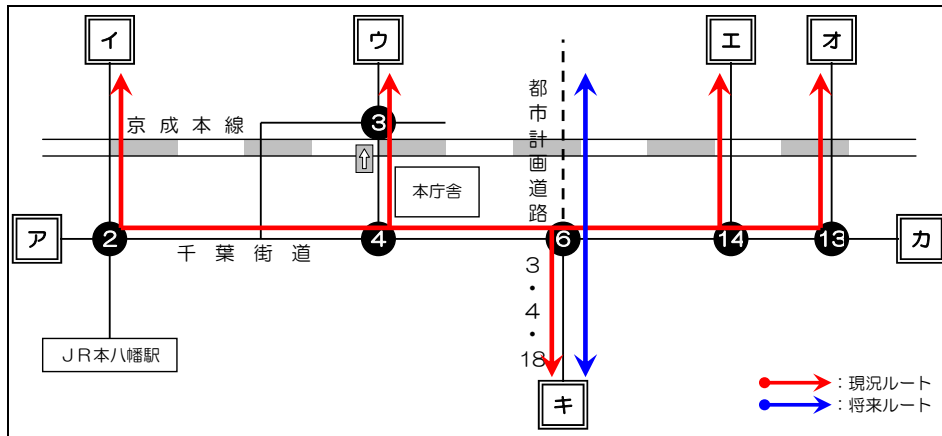 イ
ウ
エ
オ
京成本線
3
都市計画道路
本庁舎
ア
2
4
6
14
13
カ
千葉街道
3・4・18
JR本八幡駅
キ
：現況ルート
：将来ルート